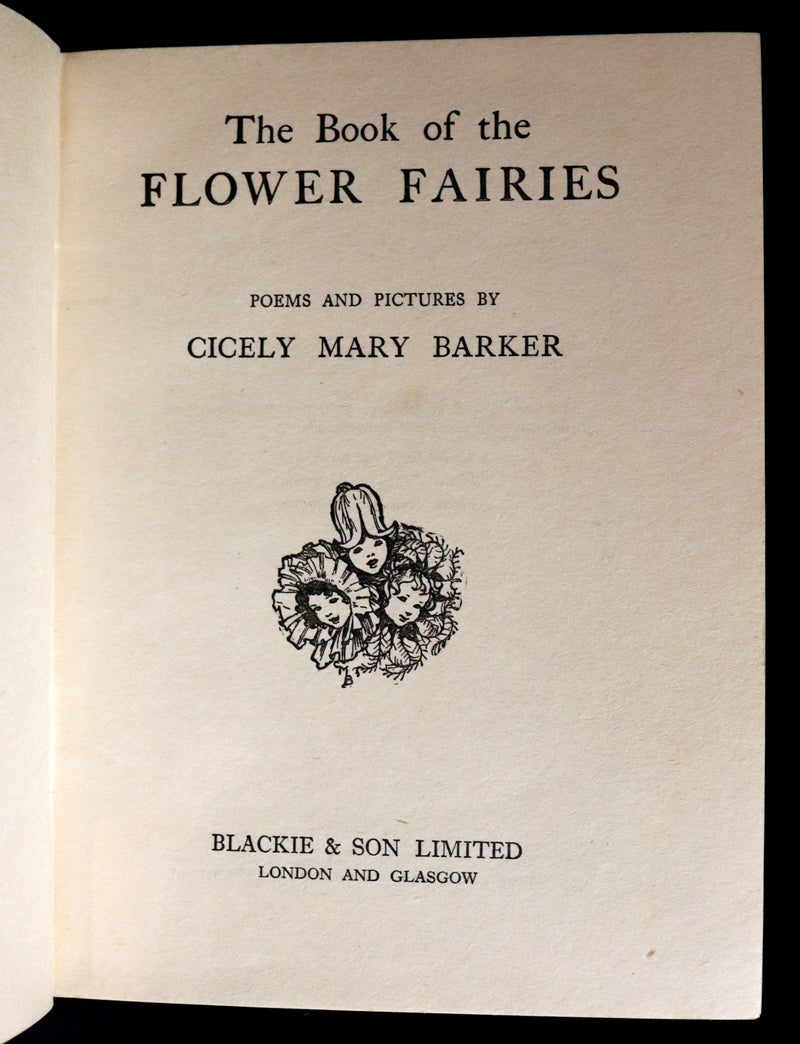 The Book of the
FLOWER FAIRIES
POEMS AND PICTURES BY
CICELY MARY BARKER
BLACKIE & SON LIMITED
LONDON AND GLASGOW